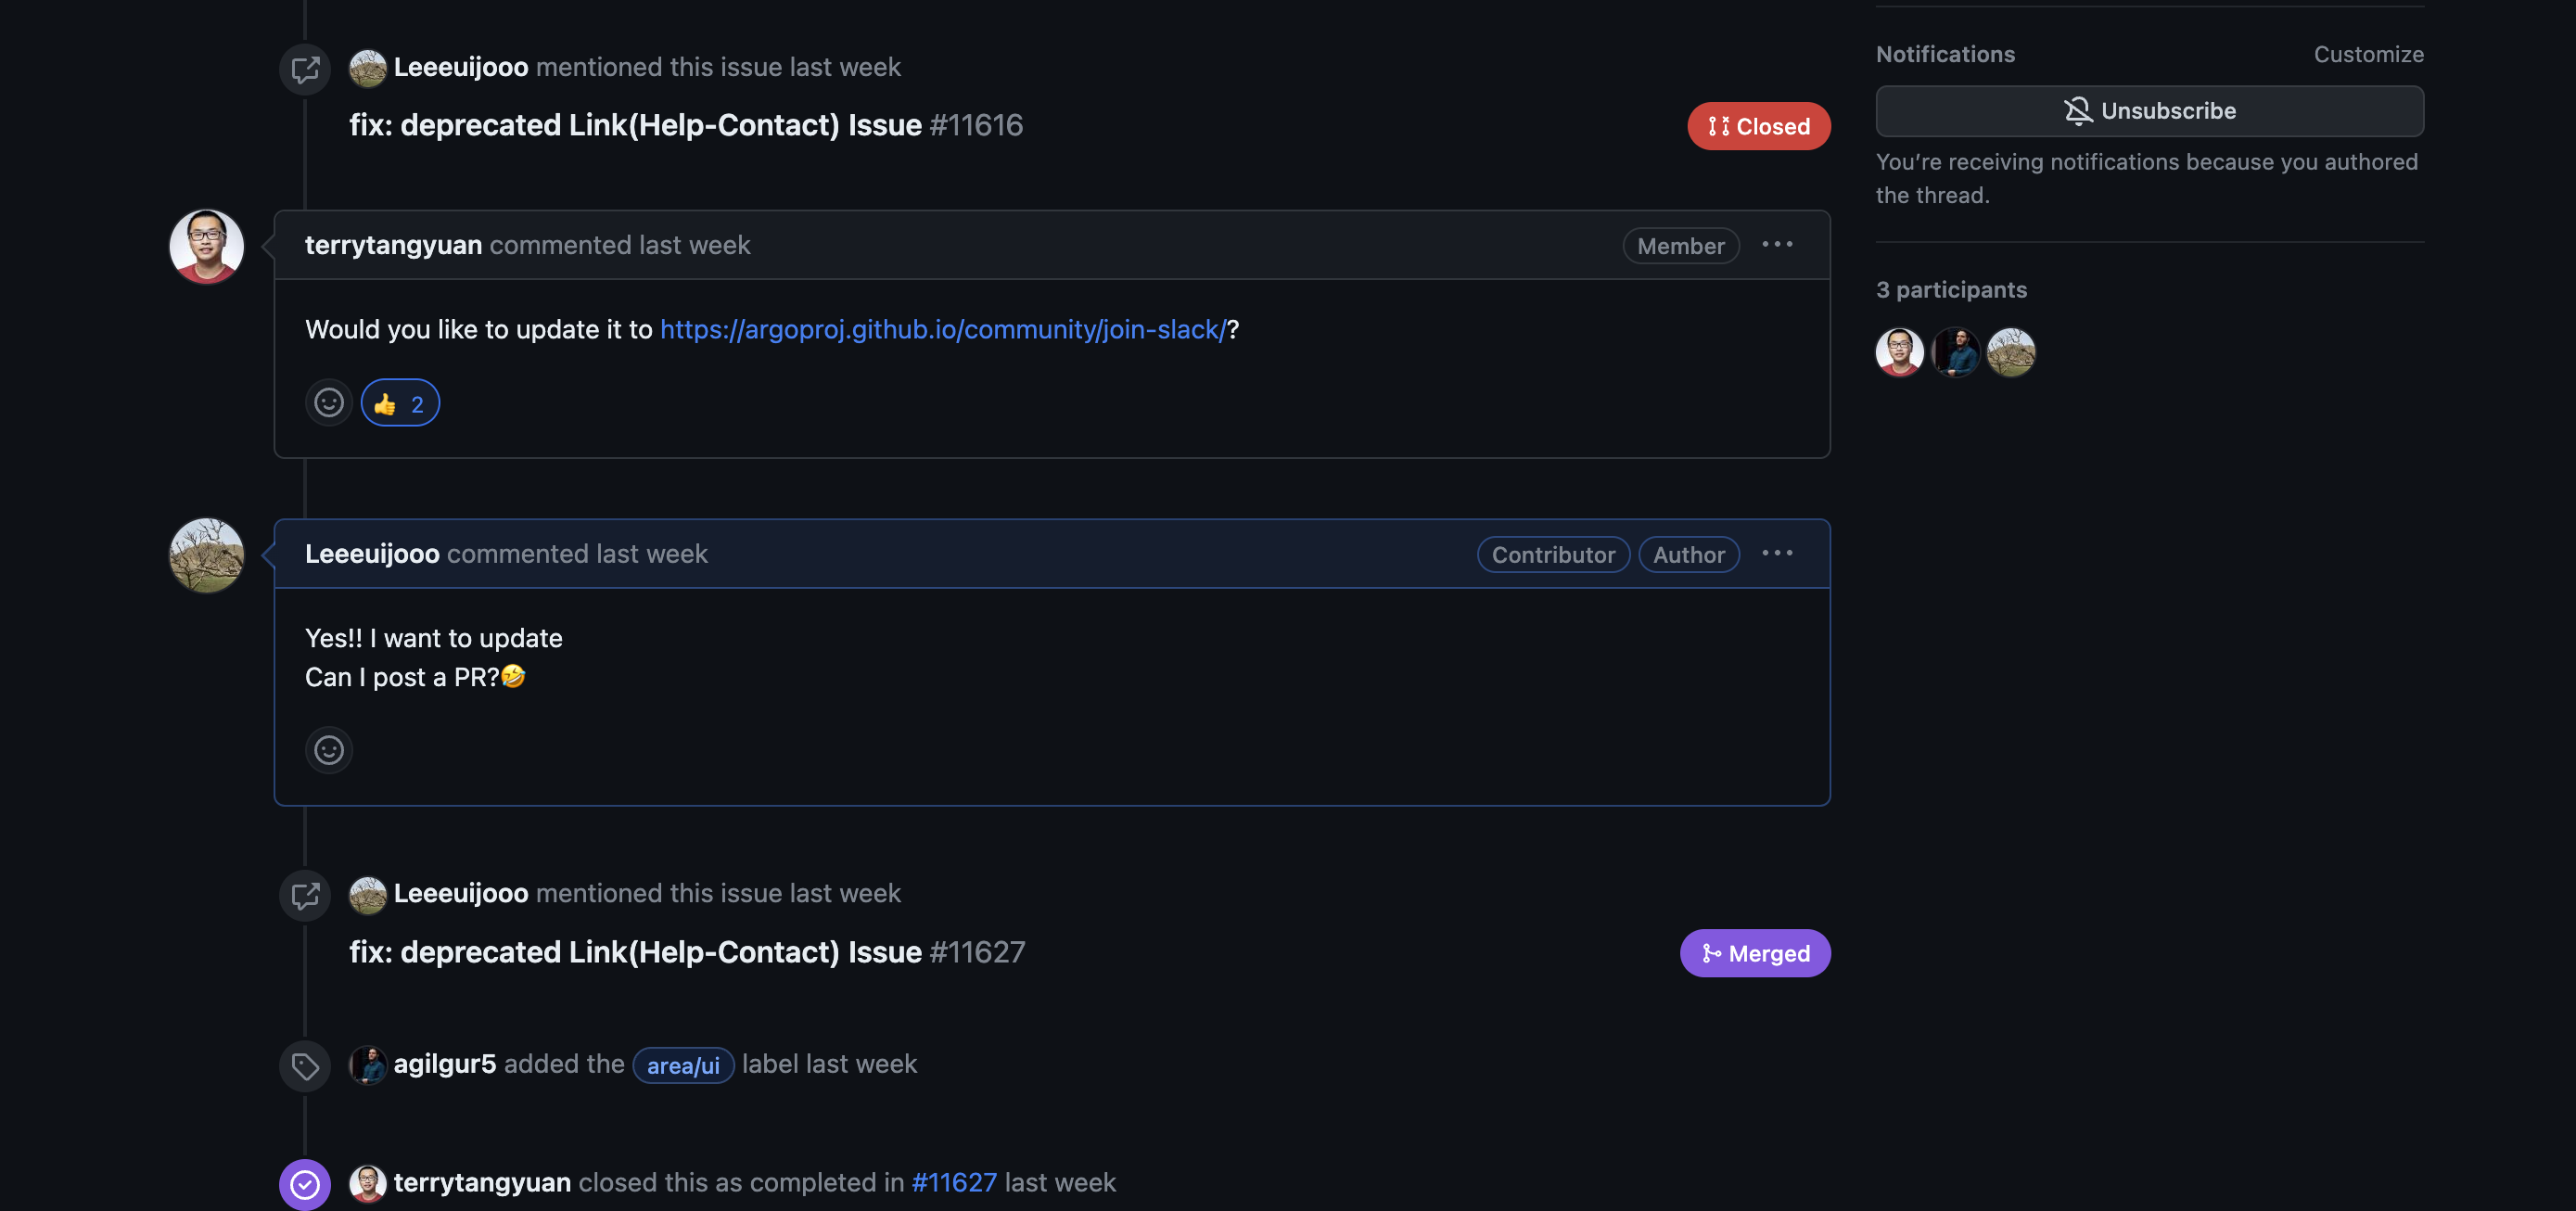 Leeeuijooo mentioned this issue last week
fix: deprecated Link(Help-Contact) Issue #11616
Closed
terrytangyuan commented last week
Member
Would you like to update it to https://argoproj.github.io/community/join-slack/?
👍 2
Leeeuijooo commented last week
Contributor
Author
Yes!! I want to update
Can I post a PR?🤣
Leeeuijooo mentioned this issue last week
fix: deprecated Link(Help-Contact) Issue #11627
Merged
agilgur5 added the area/ui label last week
terrytangyuan closed this as completed in #11627 last week
Notifications
Customize
Unsubscribe
You’re receiving notifications because you authored
the thread.
3 participants